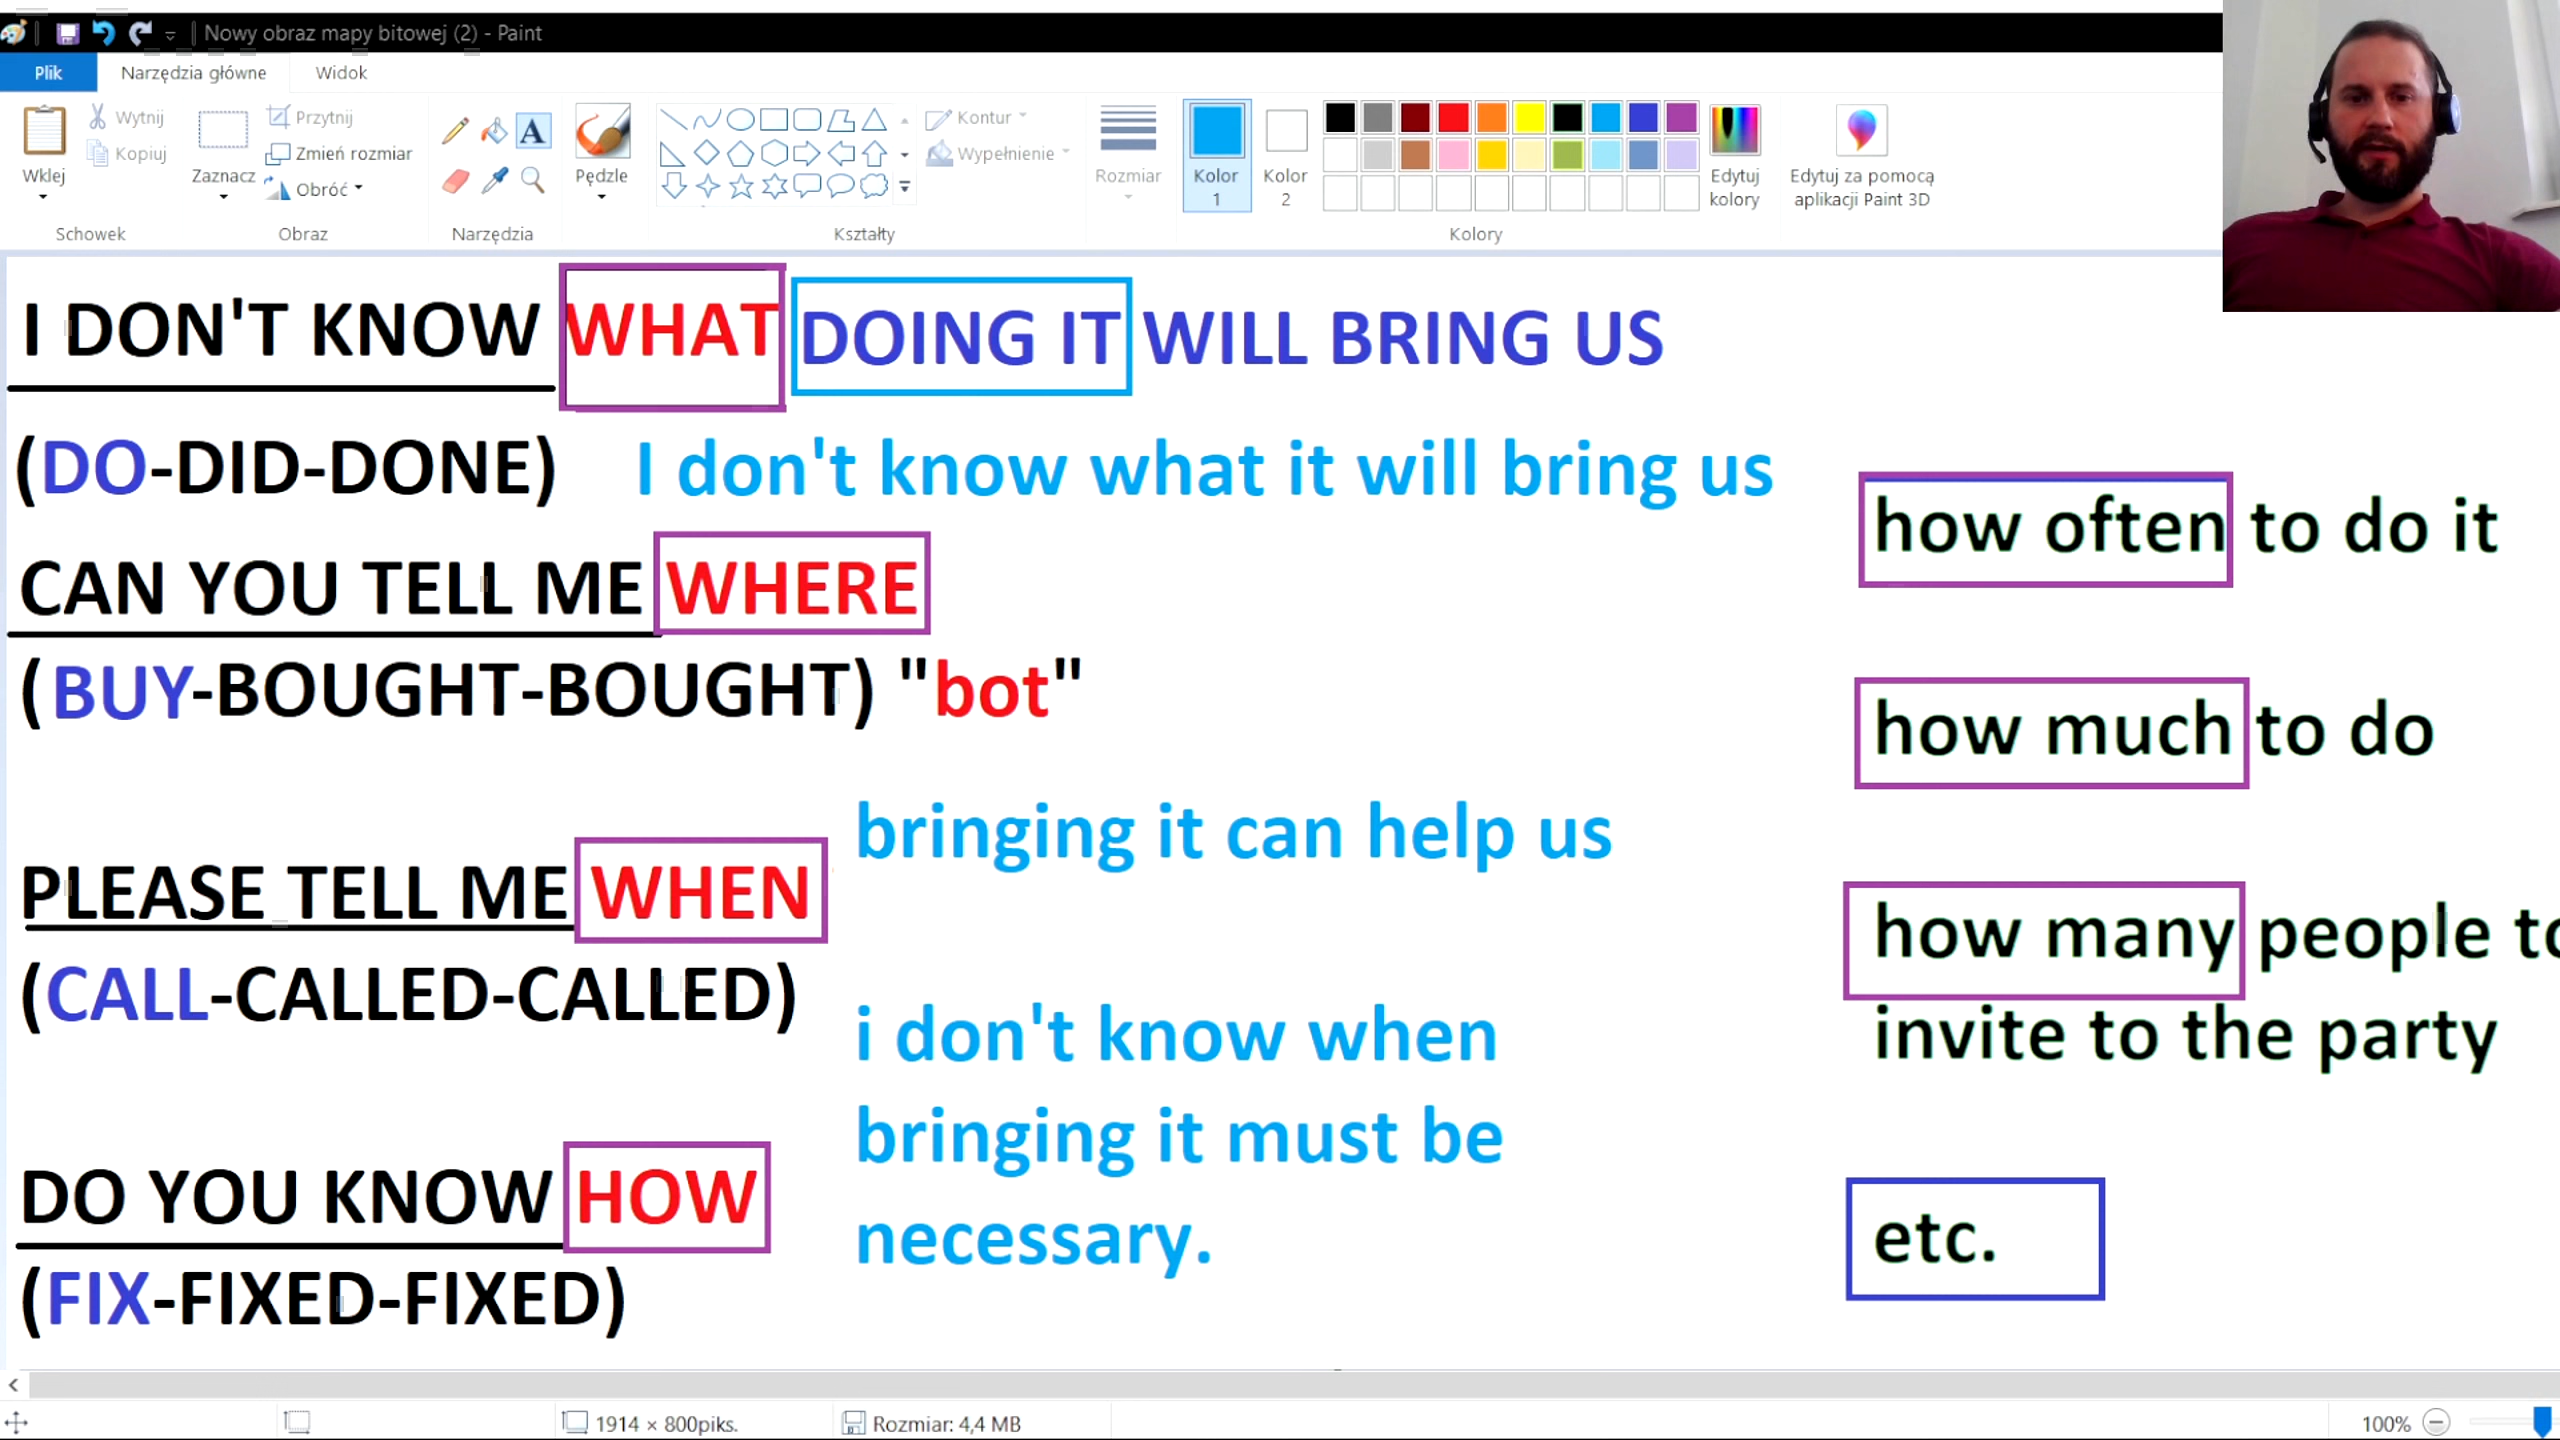 Nowy obraz mapy bitowej (2) - Paint
Plik Narzędzia główne Widok
Wklej Wytnij Kopiuj Zaznacz Przytnij Zmień rozmiar Obróć Pędzle Kontur Wypełnienie Rozmiar Kolor 1 Kolor 2 Edytuj kolory Edytuj za pomocą aplikacji Paint 3D
Schowek Obraz Narzędzia Kształty Kolory
I DON'T KNOW WHAT DOING IT WILL BRING US
(DO-DID-DONE) I don't know what it will bring us
how often to do it
CAN YOU TELL ME WHERE
(BUY-BOUGHT-BOUGHT) "bot"
how much to do
bringing it can help us
PLEASE TELL ME WHEN
how many people to
(CALL-CALLED-CALLED)
i don't know when
invite to the party
bringing it must be
DO YOU KNOW HOW
necessary.
etc.
(FIX-FIXED-FIXED)
1914 × 800piks. Rozmiar: 4,4 MB 100%